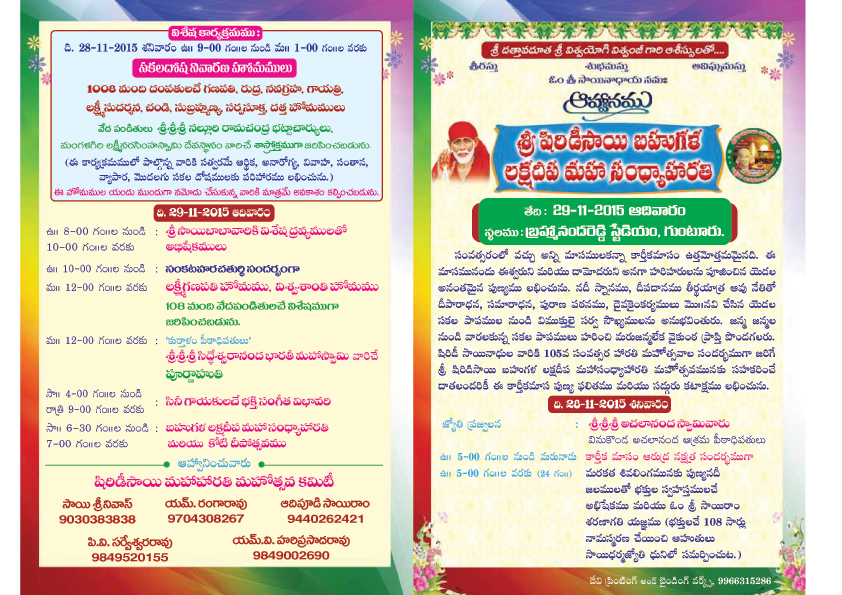 విశేష కార్యక్రమము :
ది. 28-11-2015 శనివారం ఉ॥ 9-00 గం॥ల నుండి మ॥ 1-00 గం॥ల వరకు
సకలదోష నివారణ హోమములు
1008 మంది దంపతులచే గణపతి, రుద్ర, నవగ్రహ, గాయత్రి,
లక్ష్మీ సుదర్శన, చండి, సుబ్రహ్మణ్య, సర్పసూక్త, దత్త హోమములు
వేద పండితులు శ్రీశ్రీశ్రీ నల్లూరి రామచంద్ర భట్టాచార్యులు,
మంగళగిరి లక్ష్మీనరసింహస్వామి దేవస్థానం వారిచే శాస్త్రోక్తముగా జరిపించబడును.
(ఈ కార్యక్రమములో పాల్గొన్న వారికి సత్వరమే ఆర్థిక, అనారోగ్య, వివాహ, సంతాన,
వ్యాపార, మొదలగు సకల దోషములకు పరిహారము లభించును.)
ఈ హోమముల యందు ముందుగా నమోదు చేసుకున్న వారికి మాత్రమే అవకాశం కల్పించబడును.
ది. 29-11-2015 ఆదివారం
ఉ॥ 8-00 గం॥ల నుండి : శ్రీ సాయిబాబావారికి విశేష ద్రవ్యములతో
10-00 గం॥ల వరకు అభిషేకములు
ఉ॥ 10-00 గం॥ల నుండి : సంకటహరచతుర్థి సందర్భంగా
మ॥ 12-00 గం॥ల వరకు లక్ష్మీగణపతి హోమము, విశ్వశాంతి హోమము
108 మంది వేదపండితులచే విశేషముగా
జరిపించబడును.
మ॥ 12-00 గం॥ల వరకు : 'కుర్తాళం పీఠాధిపతులు'
శ్రీశ్రీశ్రీ సిద్ధేశ్వరానంద భారతీ మహాస్వామి వారిచే
పూర్ణాహుతి
సా॥ 4-00 గం॥ల నుండి
రాత్రి 9-00 గం॥ల వరకు : సినీ గాయకులచే భక్తి సంగీత విభావరి
సా॥ 6-30 గం॥ల నుండి : బహుగళ లక్షదీప మహా సంధ్యాహారతి
7-00 గం॥ల వరకు మరియు కోటి దీపోత్సవము
ఆహ్వానించువారు
షిరిడీసాయి మహాహారతి మహోత్సవ కమిటీ
సాయి శ్రీనివాస్ యమ్. రంగారావు ఆదిపూడి సాయిరాం
9030383838 9704308267 9440262421
పి.వి. సర్వేశ్వరరావు యమ్.వి. హరిప్రసాదరావు
9849520155 9849002690
శ్రీ దత్తావదూత శ్రీ విశ్వయోగి విశ్వంజీ గారి ఆశీస్సులతో....
శ్రీరస్తు శుభమస్తు అవిఘ్నమస్తు
ఓం శ్రీ సాయినాధాయ నమః
ఆహ్వానము
శ్రీ షిరిడీసాయి బహుగళ
లక్షదీప మహా సంధ్యాహారతి
తేది : 29-11-2015 ఆదివారం
స్థలము : బ్రహ్మానందరెడ్డి స్టేడియం, గుంటూరు.
సంవత్సరంలో వచ్చు అన్ని మాసములకన్నా కార్తీకమాసం ఉత్తమోత్తమమైనది. ఈ
మాసమునందు ఈశ్వరుని మరియు దామోదరుని అనగా హరిహరులను పూజించిన యెడల
అనంతమైన పుణ్యము లభించును. నదీ స్నానము, దీపదానము తీర్థయాత్ర ఆవు నేతితో
దీపారాధన, సమారాధన, పురాణ పఠనము, దైవకైంకర్యములు మొ॥నవి చేసిన యెడల
సకల పాపముల నుండి విముక్తులై సర్వ సౌఖ్యములను అనుభవింతురు. జన్మ జన్మల
నుండి వారలకున్న సకల పాపములు హరించి మరుజన్మలేక వైకుంఠ ప్రాప్తి పొందగలరు.
షిరిడీ సాయినాధుల వారికి 105వ సంవత్సర హారతి మహోత్సవాల సందర్భముగా జరిగే
శ్రీ షిరిడిసాయి బహుగళ లక్షదీప మహాసంధ్యాహారతి మహోత్సవమునకు సహకరించే
దాతలందరికీ ఈ కార్తీకమాస పుణ్య ఫలితము మరియు సద్గురు కటాక్షము లభించును.
ది. 28-11-2015 శనివారం
జ్యోతి ప్రజ్వలన : శ్రీశ్రీశ్రీ అచలానంద స్వామివారు
వినుకొండ అచలానంద ఆశ్రమ పీఠాధిపతులు
ఉ॥ 5-00 గం॥ల నుండి మరునాడు కార్తీక మాసం ఆరుద్ర నక్షత్ర సందర్భముగా
ఉ॥ 5-00 గం॥ల వరకు (24 గం॥) మరకత శివలింగమునకు పుణ్యనదీ
జలములతో భక్తుల స్వహస్తములచే
అభిషేకము మరియు ఓం శ్రీ సాయిరాం
శరణాగతి యజ్ఞము (భక్తులచే 108 సార్లు
నామస్మరణ చేయించి ఆహుతులు
సాయిధర్మజ్యోతి ధునిలో సమర్పించుట.)
దేవి ప్రింటింగ్ అండ్ బైండింగ్ వర్క్స్, 9966315286